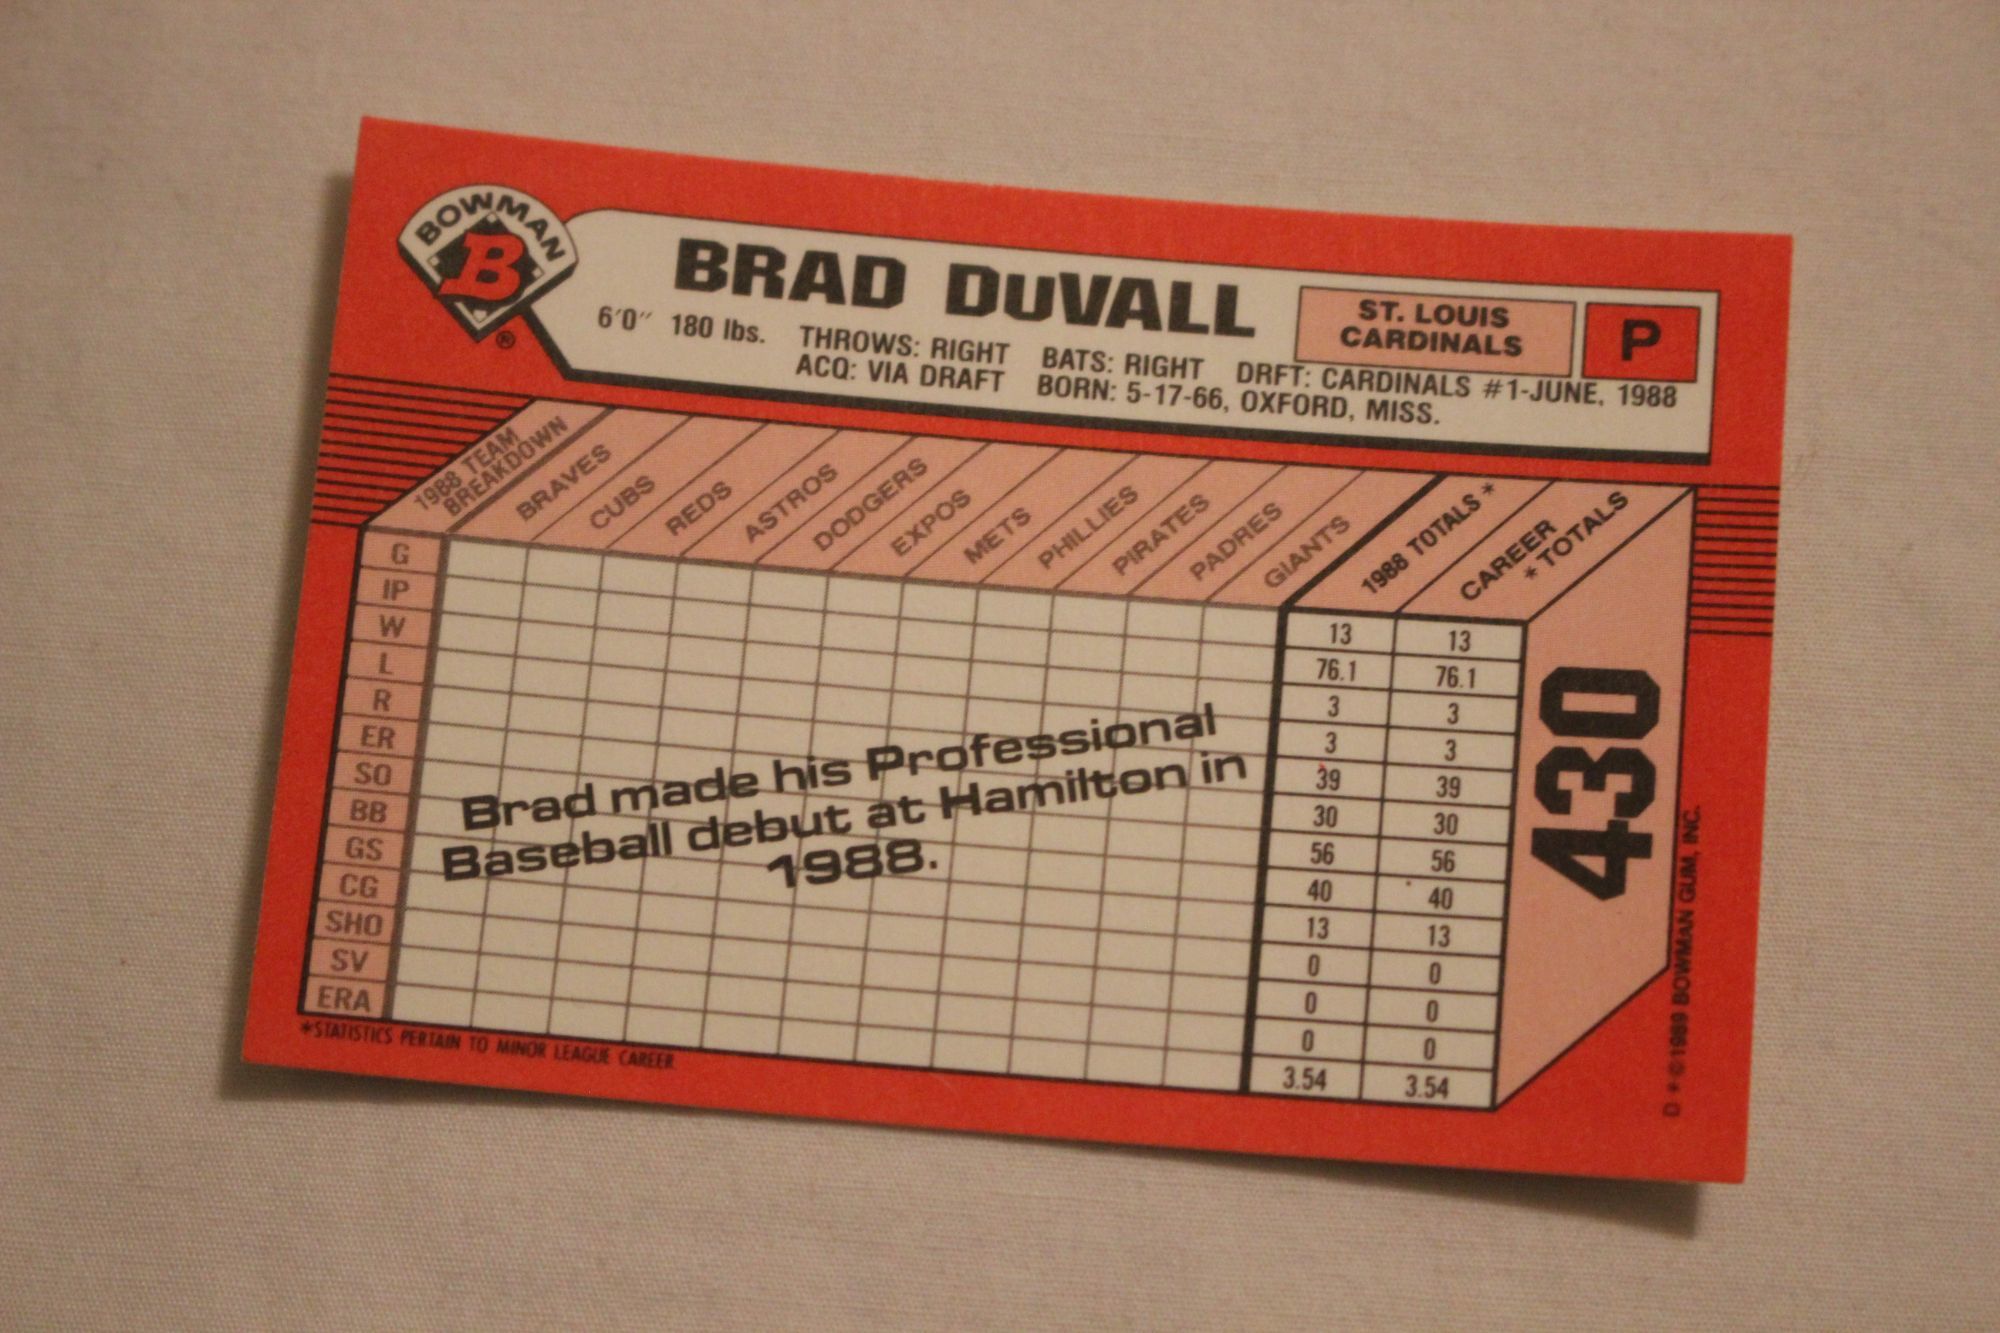 BOWMAN
B
®
BRAD DuVALL
ST. LOUIS
CARDINALS
P
6'0" 180 lbs. THROWS: RIGHT BATS: RIGHT DRFT: CARDINALS #1-JUNE, 1988
ACQ: VIA DRAFT BORN: 5-17-66, OXFORD, MISS.
1988 TEAM
BREAKDOWN
BRAVES
CUBS
REDS
ASTROS
DODGERS
EXPOS
METS
PHILLIES
PIRATES
PADRES
GIANTS
1988 TOTALS *
CAREER
* TOTALS
G 13 13
IP 76.1 76.1
W 3 3
L 3 3
R 39 39
ER 30 30
SO 56 56
BB 40 40
GS 13 13
CG 0 0
SHO 0 0
SV 0 0
ERA 3.54 3.54
Brad made his Professional
Baseball debut at Hamilton in
1988.
430
*STATISTICS PERTAIN TO MINOR LEAGUE CAREER
D * ©1989 BOWMAN GUM, INC.